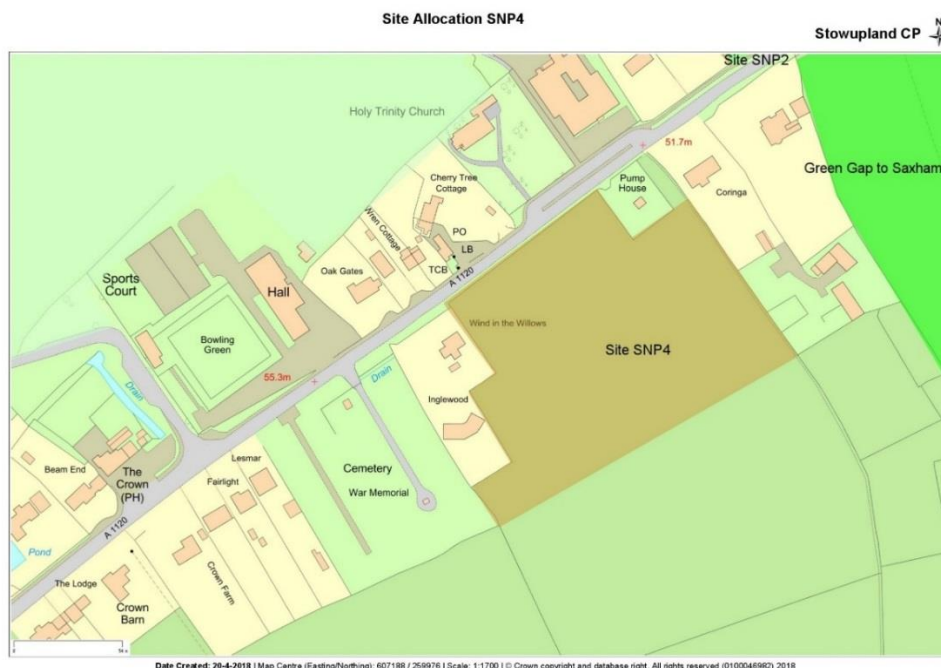 Site Allocation SNP4
Stowupland CP
N
Site SNP2
Holy Trinity Church
51.7m
Green Gap to Saxham
Pump
House
Coringa
Cherry Tree
Cottage
Wren Cottage
PO
LB
TCB
A 1120
Oak Gates
Sports
Court
Hall
Bowling
Green
Wind in the Willows
Site SNP4
55.3m
Drain
Drain
Inglewood
Cemetery
War Memorial
Beam End
The
Crown
(PH)
Lesmar
Fairlight
A 1120
Pond
Crown Farm
The Lodge
Crown
Barn
Date Created: 20-4-2018 | Map Centre (Easting/Northing): 607188 / 259976 | Scale: 1:1700 | © Crown copyright and database right. All rights reserved (0100046982) 2018